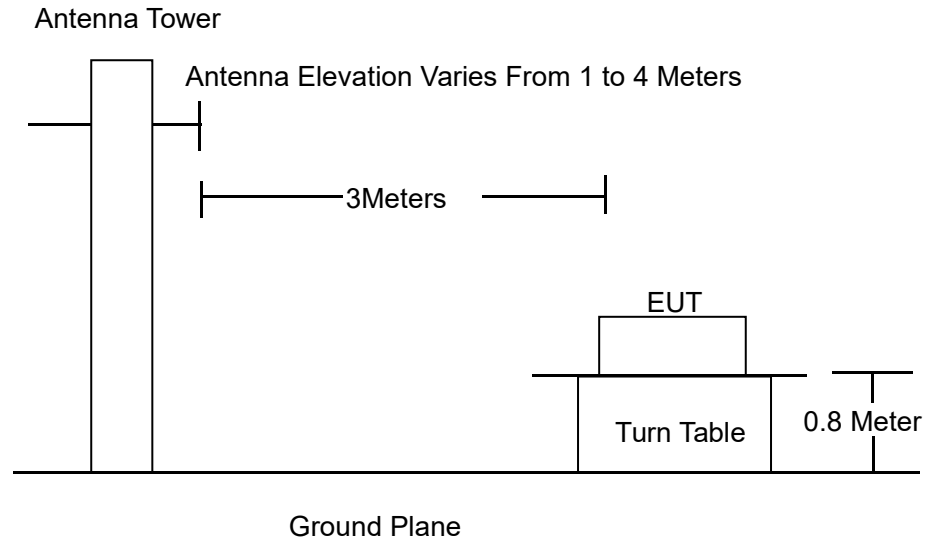 Antenna Tower
Antenna Elevation Varies From 1 to 4 Meters
3Meters
EUT
0.8 Meter
Turn Table
Ground Plane